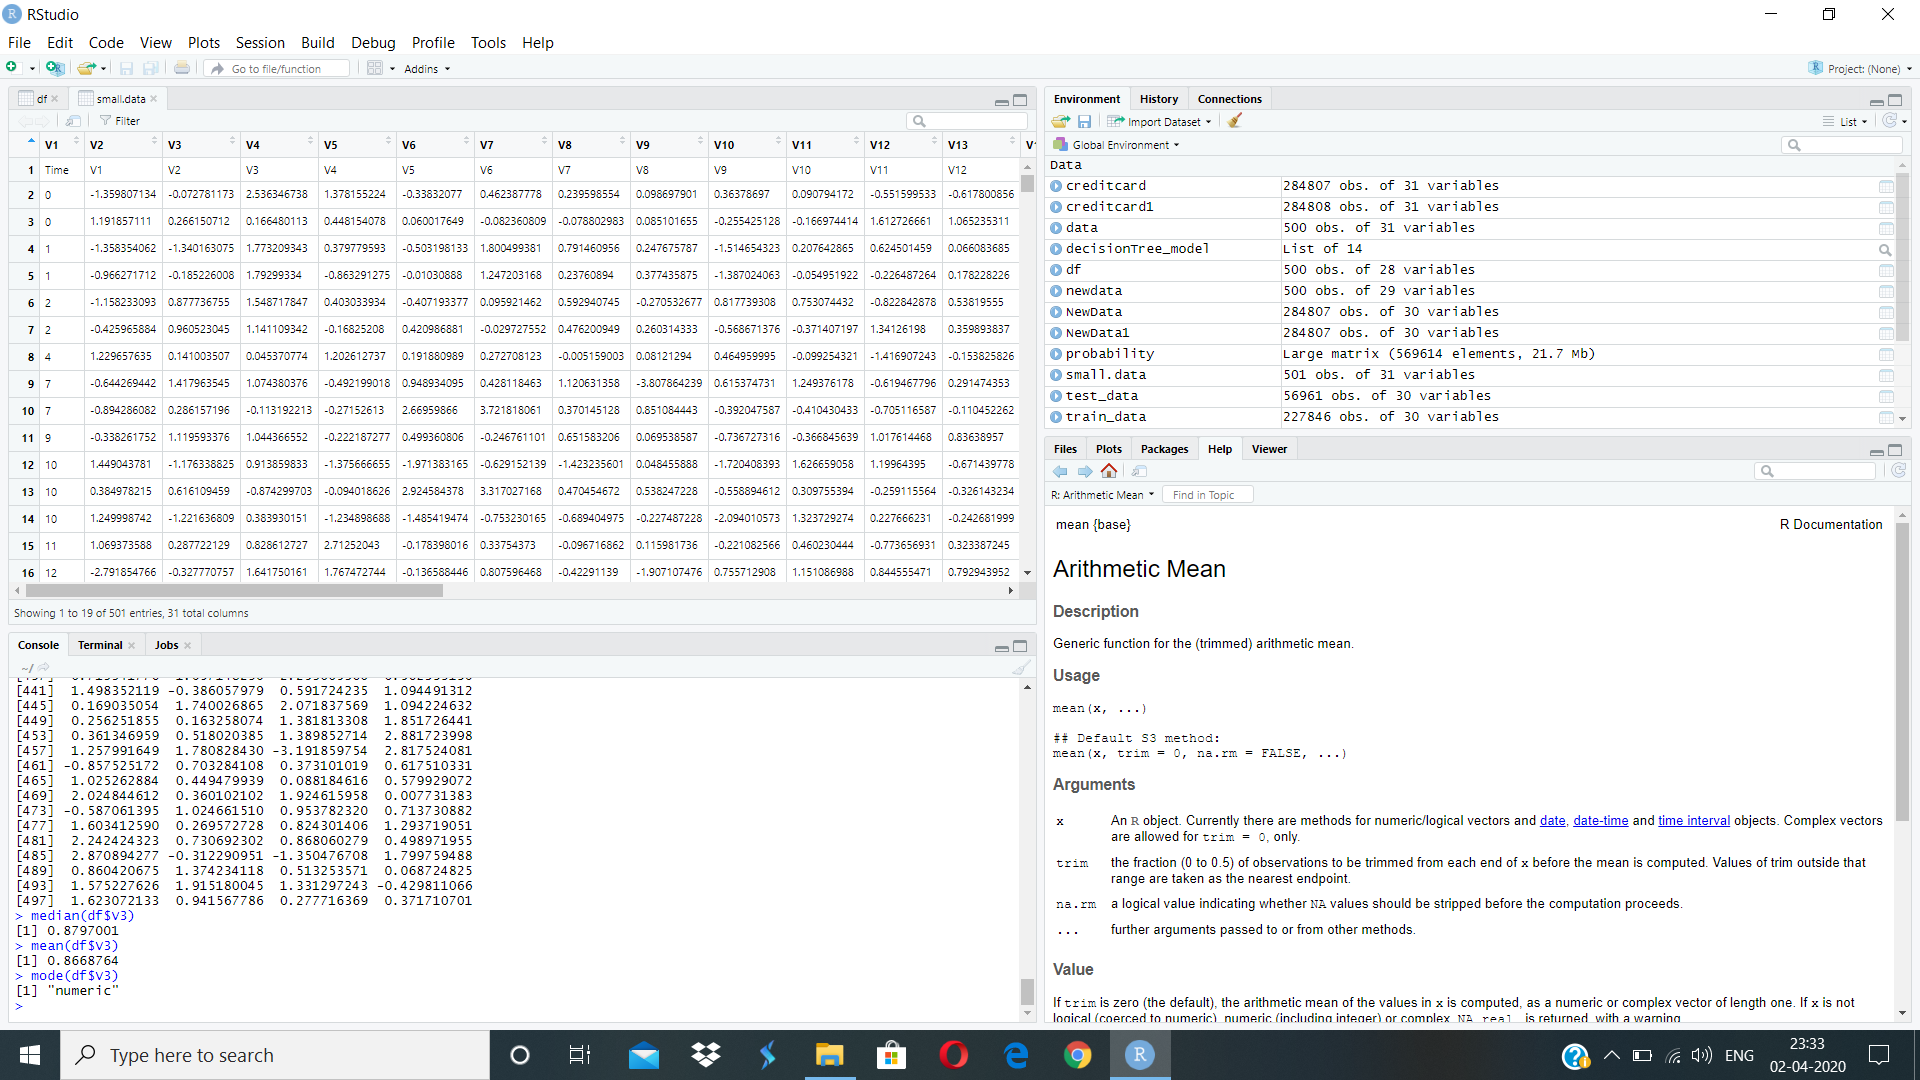 RStudio
File Edit Code View Plots Session Build Debug Profile Tools Help
Go to file/function Addins Project: (None)
df small.data
Filter
V1 V2 V3 V4 V5 V6 V7 V8 V9 V10 V11 V12 V13
1 Time V1 V2 V3 V4 V5 V6 V7 V8 V9 V10 V11 V12
2 0 -1.359807134 -0.072781173 2.536346738 1.378155224 -0.33832077 0.462387778 0.239598554 0.098697901 0.36378697 0.090794172 -0.551599533 -0.617800856
3 0 1.191857111 0.266150712 0.166480113 0.448154078 0.060017649 -0.082360809 -0.078802983 0.085101655 -0.255425128 -0.166974414 1.612726661 1.065235311
4 1 -1.358354062 -1.340163075 1.773209343 0.379779593 -0.503198133 1.800499381 0.791460956 0.247675787 -1.514654323 0.207642865 0.624501459 0.066083685
5 1 -0.966271712 -0.185226008 1.79299334 -0.863291275 -0.01030888 1.247203168 0.23760894 0.377435875 -1.387024063 -0.054951922 -0.226487264 0.178228226
6 2 -1.158233093 0.877736755 1.548717847 0.403033934 -0.407193377 0.095921462 0.592940745 -0.270532677 0.817739308 0.753074432 -0.822842878 0.53819555
7 2 -0.425965884 0.960523045 1.141109342 -0.16825208 0.420986881 -0.029727552 0.476200949 0.260314333 -0.568671376 -0.371407197 1.34126198 0.359893837
8 4 1.229657635 0.141003507 0.045370774 1.202612737 0.191880989 0.272708123 -0.005159003 0.08121294 0.464959995 -0.099254321 -1.416907243 -0.153825826
9 7 -0.644269442 1.417963545 1.074380376 -0.492199018 0.948934095 0.428118463 1.120631358 -3.807864239 0.615374731 1.249376178 -0.619467796 0.291474353
10 7 -0.894286082 0.286157196 -0.113192213 -0.27152613 2.66959866 3.721818061 0.370145128 0.851084443 -0.392047587 -0.410430433 -0.705116587 -0.110452262
11 9 -0.338261752 1.119593376 1.044366552 -0.222187277 0.499360806 -0.246761101 0.651583206 0.069538587 -0.736727316 -0.366845639 1.017614468 0.83638957
12 10 1.449043781 -1.176338825 0.913859833 -1.375666655 -1.971383165 -0.629152139 -1.423235601 0.048455888 -1.720408393 1.626659058 1.19964395 -0.671439778
13 10 0.384978215 0.616109459 -0.874299703 -0.094018626 2.924584378 3.317027168 0.470454672 0.538247228 -0.558894612 0.309755394 -0.259115564 -0.326143234
14 10 1.249998742 -1.221636809 0.383930151 -1.234898688 -1.485419474 -0.753230165 -0.689404975 -0.227487228 -2.094010573 1.323729274 0.227666231 -0.242681999
15 11 1.069373588 0.287722129 0.828612727 2.71252043 -0.178398016 0.33754373 -0.096716862 0.115981736 -0.221082566 0.460230444 -0.773656931 0.323387245
16 12 -2.791854766 -0.327770757 1.641750161 1.767472744 -0.136588446 0.807596468 -0.42291139 -1.907107476 0.755712908 1.151086988 0.844555471 0.792943952
Showing 1 to 19 of 501 entries, 31 total columns
Console Terminal Jobs
~/
[441] 1.498352119 -0.386057979 0.591724235 1.094491312
[445] 0.169035054 1.740026865 2.071837569 1.094224632
[449] 0.256251855 0.163258074 1.381813308 1.851726441
[453] 0.361346959 0.518020385 1.389852714 2.881723998
[457] 1.257991649 1.780828430 -3.191859754 2.817524081
[461] -0.857525172 0.703284108 0.373101019 0.617510331
[465] 1.025262884 0.449479939 0.088184616 0.579929072
[469] 2.024844612 0.360102102 1.924615958 0.007731383
[473] -0.587061395 1.024661510 0.953782320 0.713730882
[477] 1.603412590 0.269572728 0.824301406 1.293719051
[481] 2.242424323 0.730692302 0.868060279 0.498971955
[485] 2.870894277 -0.312290951 -1.350476708 1.799759488
[489] 0.860420675 1.374234118 0.513253571 0.068724825
[493] 1.575227626 1.915180045 1.331297243 -0.429811066
[497] 1.623072133 0.941567786 0.277716369 0.371710701
> median(df$V3)
[1] 0.8797001
> mean(df$V3)
[1] 0.8668764
> mode(df$V3)
[1] "numeric"
>
Environment History Connections
Import Dataset List
Global Environment
Data
creditcard 284807 obs. of 31 variables
creditcard1 284808 obs. of 31 variables
data 500 obs. of 31 variables
decisionTree_model List of 14
df 500 obs. of 28 variables
newdata 500 obs. of 29 variables
NewData 284807 obs. of 30 variables
NewData1 284807 obs. of 30 variables
probability Large matrix (569614 elements, 21.7 Mb)
small.data 501 obs. of 31 variables
test_data 56961 obs. of 30 variables
train_data 227846 obs. of 30 variables
Files Plots Packages Help Viewer
R: Arithmetic Mean Find in Topic
mean {base} R Documentation
Arithmetic Mean
Description
Generic function for the (trimmed) arithmetic mean.
Usage
mean(x, ...)
## Default S3 method:
mean(x, trim = 0, na.rm = FALSE, ...)
Arguments
x An R object. Currently there are methods for numeric/logical vectors and date, date-time and time interval objects. Complex vectors
are allowed for trim = 0, only.
trim the fraction (0 to 0.5) of observations to be trimmed from each end of x before the mean is computed. Values of trim outside that
range are taken as the nearest endpoint.
na.rm a logical value indicating whether NA values should be stripped before the computation proceeds.
... further arguments passed to or from other methods.
Value
If trim is zero (the default), the arithmetic mean of the values in x is computed, as a numeric or complex vector of length one. If x is not
logical (coerced to numeric), numeric (including integer) or complex, NA_real_ is returned, with a warning
Type here to search
ENG
23:33
02-04-2020